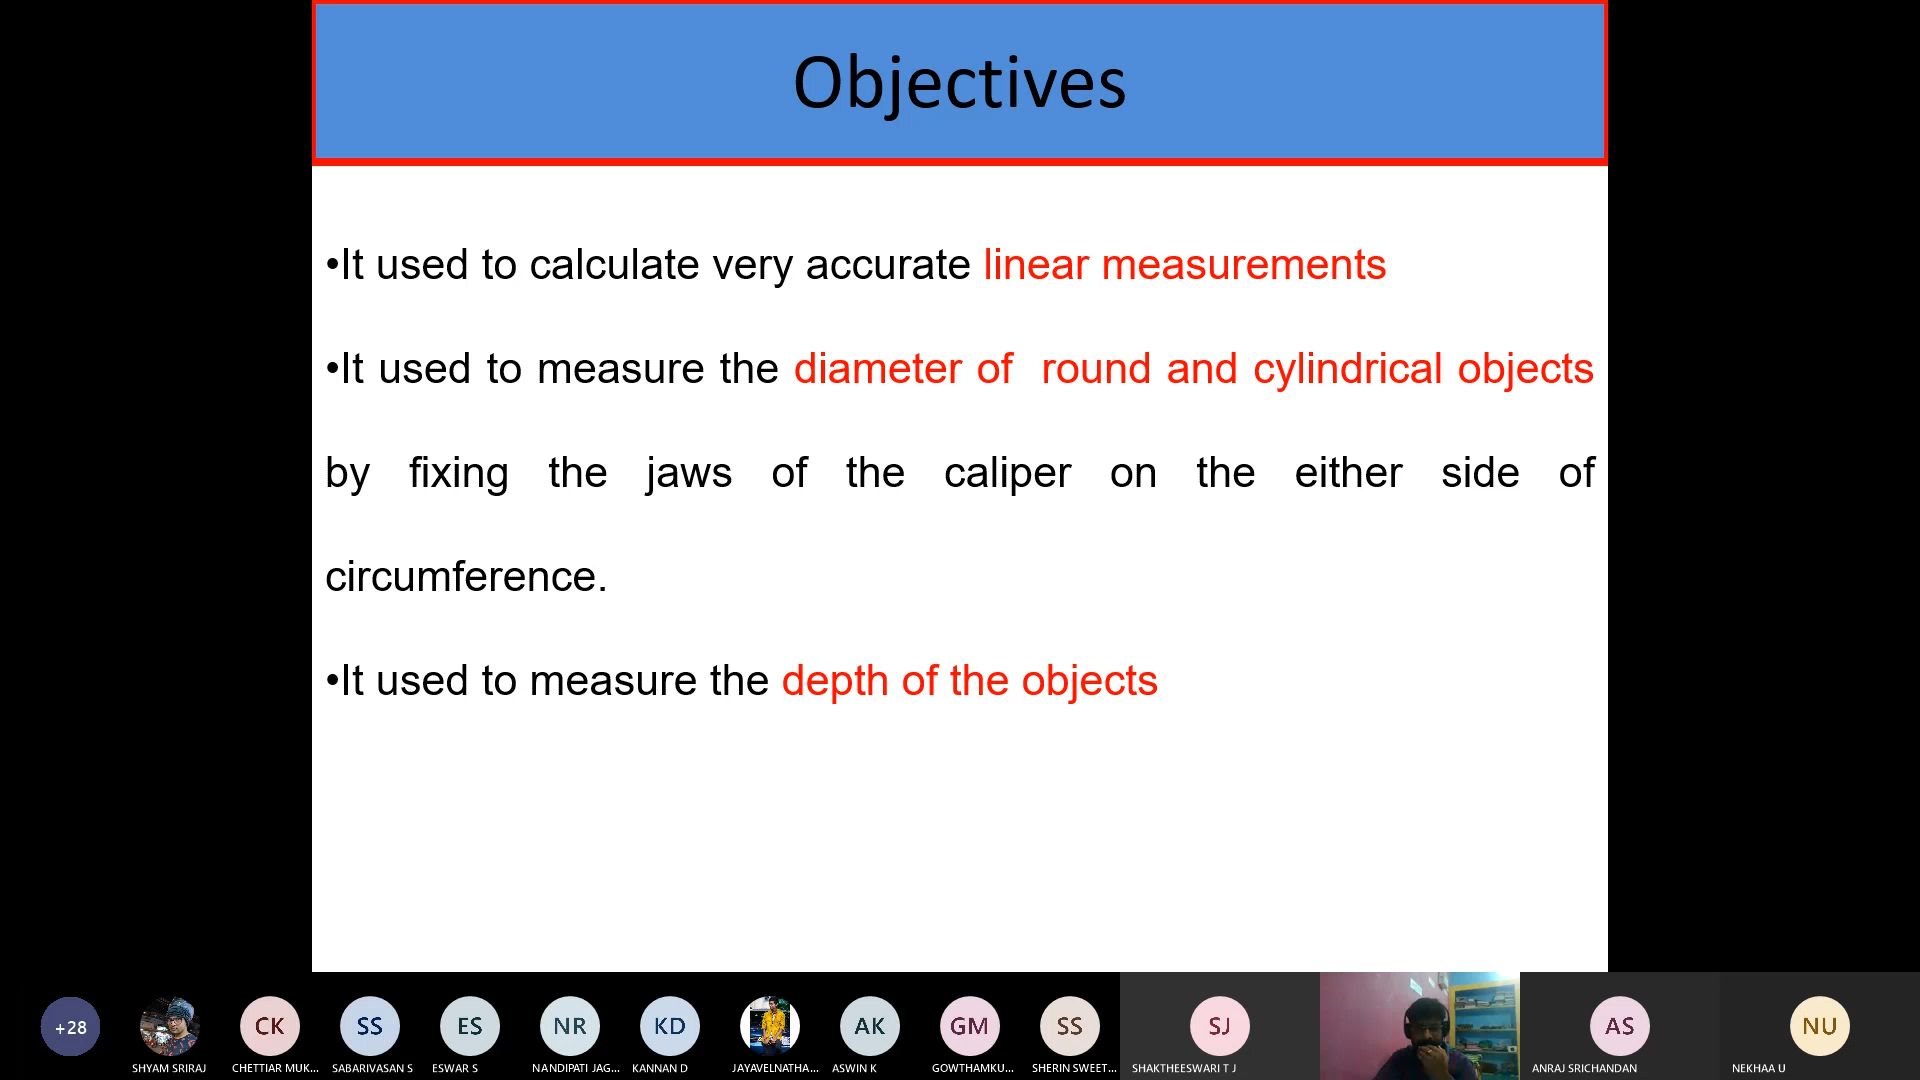 Objectives
•It used to calculate very accurate linear measurements
•It used to measure the diameter of round and cylindrical objects
by fixing the jaws of the caliper on the either side of
circumference.
•It used to measure the depth of the objects
+28
CK
SS
ES
NR
KD
AK
GM
SS
SJ
AS
NU
SHYAM SRIRAJ
CHETTIAR MUK...
SABARIVASAN S
ESWAR S
NANDIPATI JAG...
KANNAN D
JAYAVELNATHA...
ASWIN K
GOWTHAMKU...
SHERIN SWEET...
SHAKTHEESWARI T J
ANRAJ SRICHANDAN
NEKHAA U